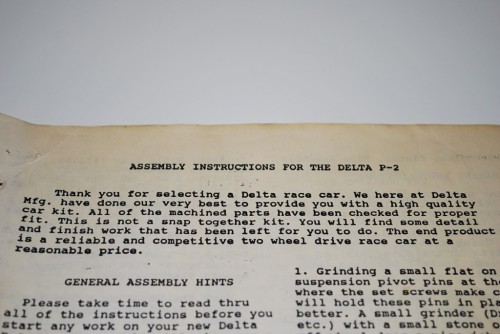 ASSEMBLY INSTRUCTIONS FOR THE DELTA P-2
Thank you for selecting a Delta race car. We here at Delta
Mfg. have done our very best to provide you with a high quality
car kit. All of the machined parts have been checked for proper
fit. This is not a snap together kit. You will find some detail
and finish work that has been left for you to do. The end product
is a reliable and competitive two wheel drive race car at a
reasonable price.
GENERAL ASSEMBLY HINTS
Please take time to read thru
all of the instructions before you
start any work on your new Delta
1. Grinding a small flat on
suspension pivot pins at the
where the set screws make c
will hold these pins in pla
better. A small grinder (D
etc.) with a small stone